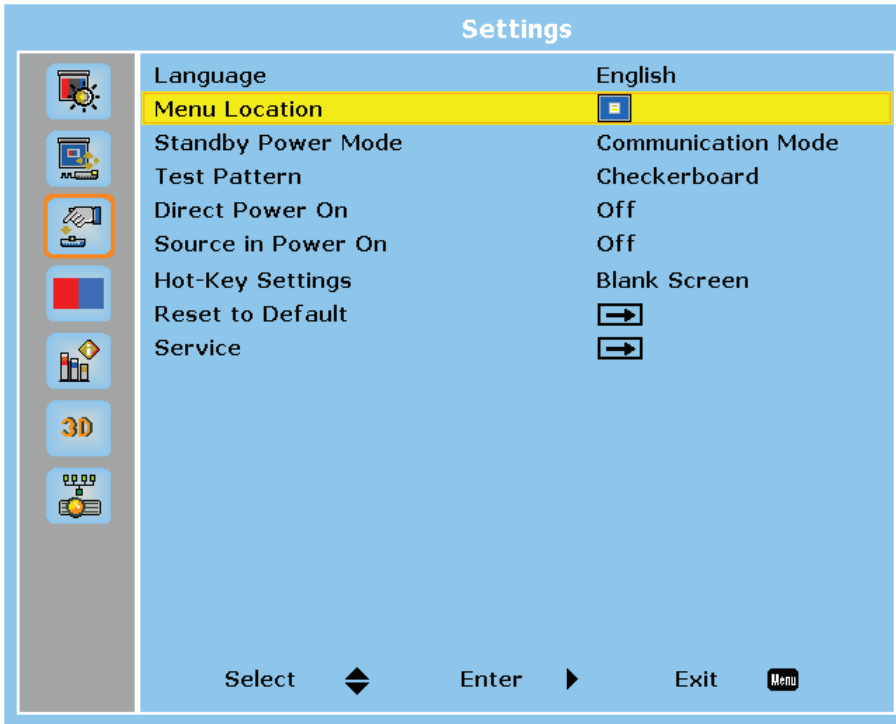 Settings
Language English
Menu Location
Standby Power Mode Communication Mode
Test Pattern Checkerboard
Direct Power On Off
Source in Power On Off
Hot-Key Settings Blank Screen
Reset to Default
Service
3D
Select Enter Exit Menu